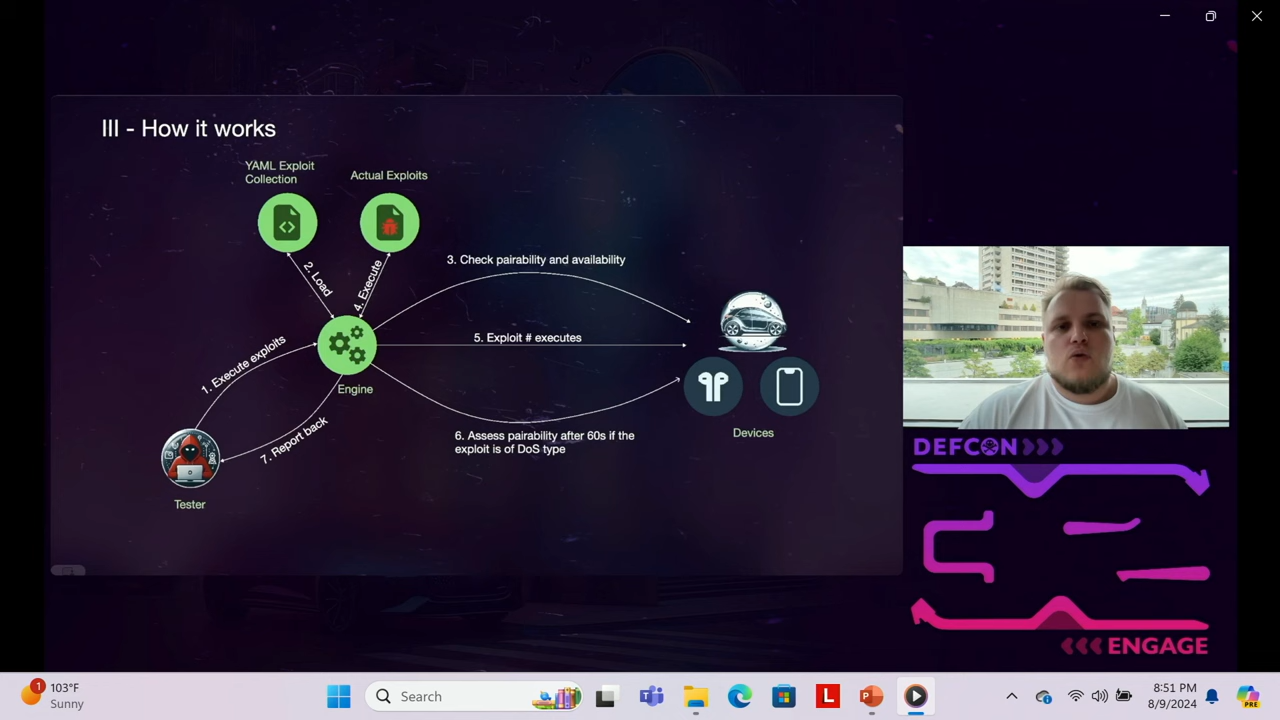 III - How it works
YAML Exploit
Collection
Actual Exploits
2. Load
4. Execute
3. Check pairability and availability
5. Exploit # executes
1. Execute exploits
Engine
6. Assess pairability after 60s if the
exploit is of DoS type
7. Report back
Devices
Tester
DEFCON
ENGAGE
1
103°F
Sunny
Search
L
PRE
8:51 PM
8/9/2024